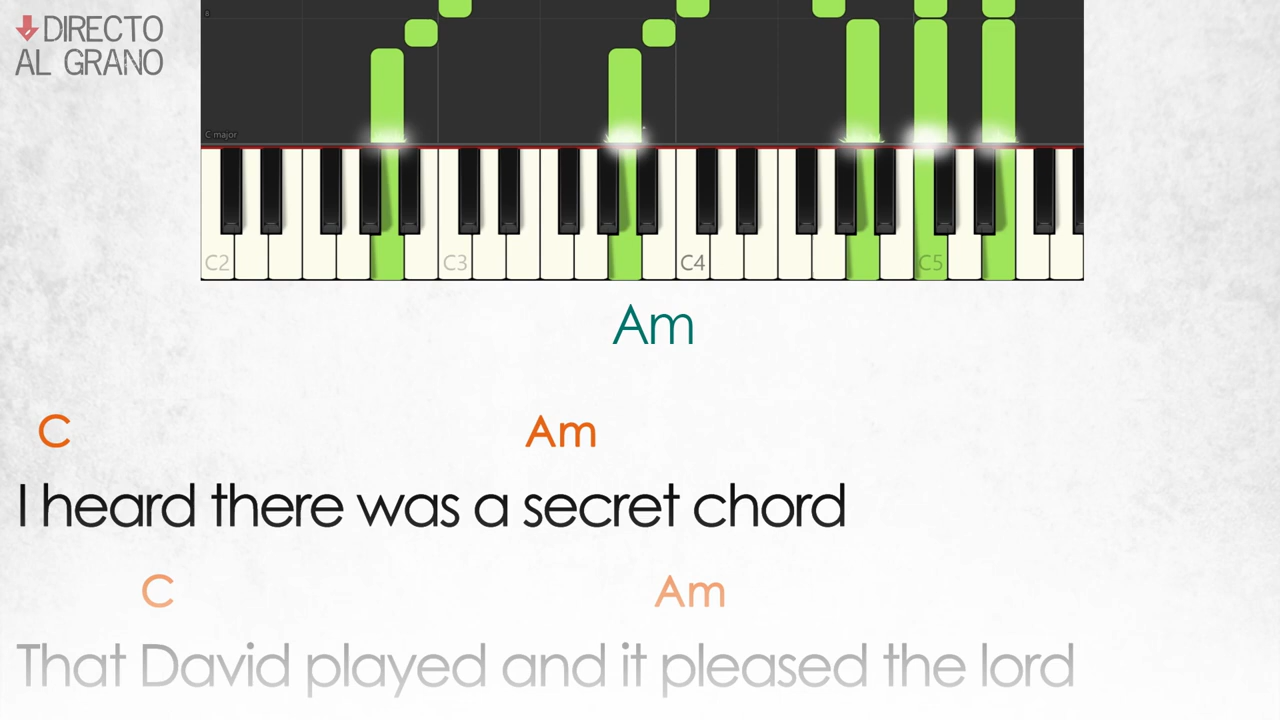 DIRECTO
AL GRANO
8
C major
C2 C3 C4 C5
Am
C Am
I heard there was a secret chord
C Am
That David played and it pleased the lord